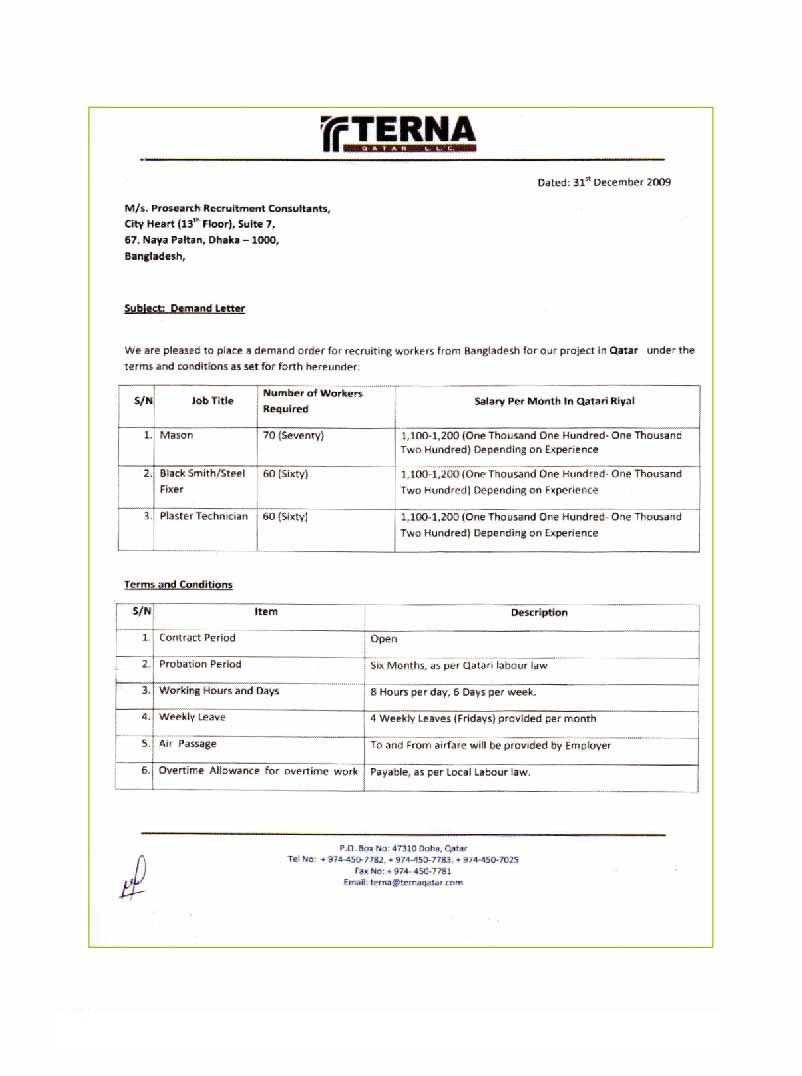 TERNA
QATAR L.L.C.
Dated: 31st December 2009
M/s. Prosearch Recruitment Consultants,
City Heart (13th Floor), Suite 7,
67, Naya Paltan, Dhaka – 1000,
Bangladesh,
Subject: Demand Letter
We are pleased to place a demand order for recruiting workers from Bangladesh for our project in Qatar under the
terms and conditions as set for forth hereunder:
S/N Job Title Number of Workers Required Salary Per Month In Qatari Riyal
1. Mason 70 (Seventy) 1,100-1,200 (One Thousand One Hundred- One Thousand
Two Hundred) Depending on Experience
2. Black Smith/Steel 60 (Sixty) 1,100-1,200 (One Thousand One Hundred- One Thousand
Fixer Two Hundred) Depending on Experience
3. Plaster Technician 60 (Sixty) 1,100-1,200 (One Thousand One Hundred- One Thousand
Two Hundred) Depending on Experience
Terms and Conditions
S/N Item Description
1. Contract Period Open
2. Probation Period Six Months, as per Qatari labour law
3. Working Hours and Days 8 Hours per day, 6 Days per week.
4. Weekly Leave 4 Weekly Leaves (Fridays) provided per month
5. Air Passage To and From airfare will be provided by Employer
6. Overtime Allowance for overtime work Payable, as per Local Labour law.
P.O. Box No: 47310 Doha, Qatar
Tel No: + 974-450-7782, + 974-450-7783, + 974-450-7025
Fax No: + 974- 450-7781
Email: terna@ternaqatar.com